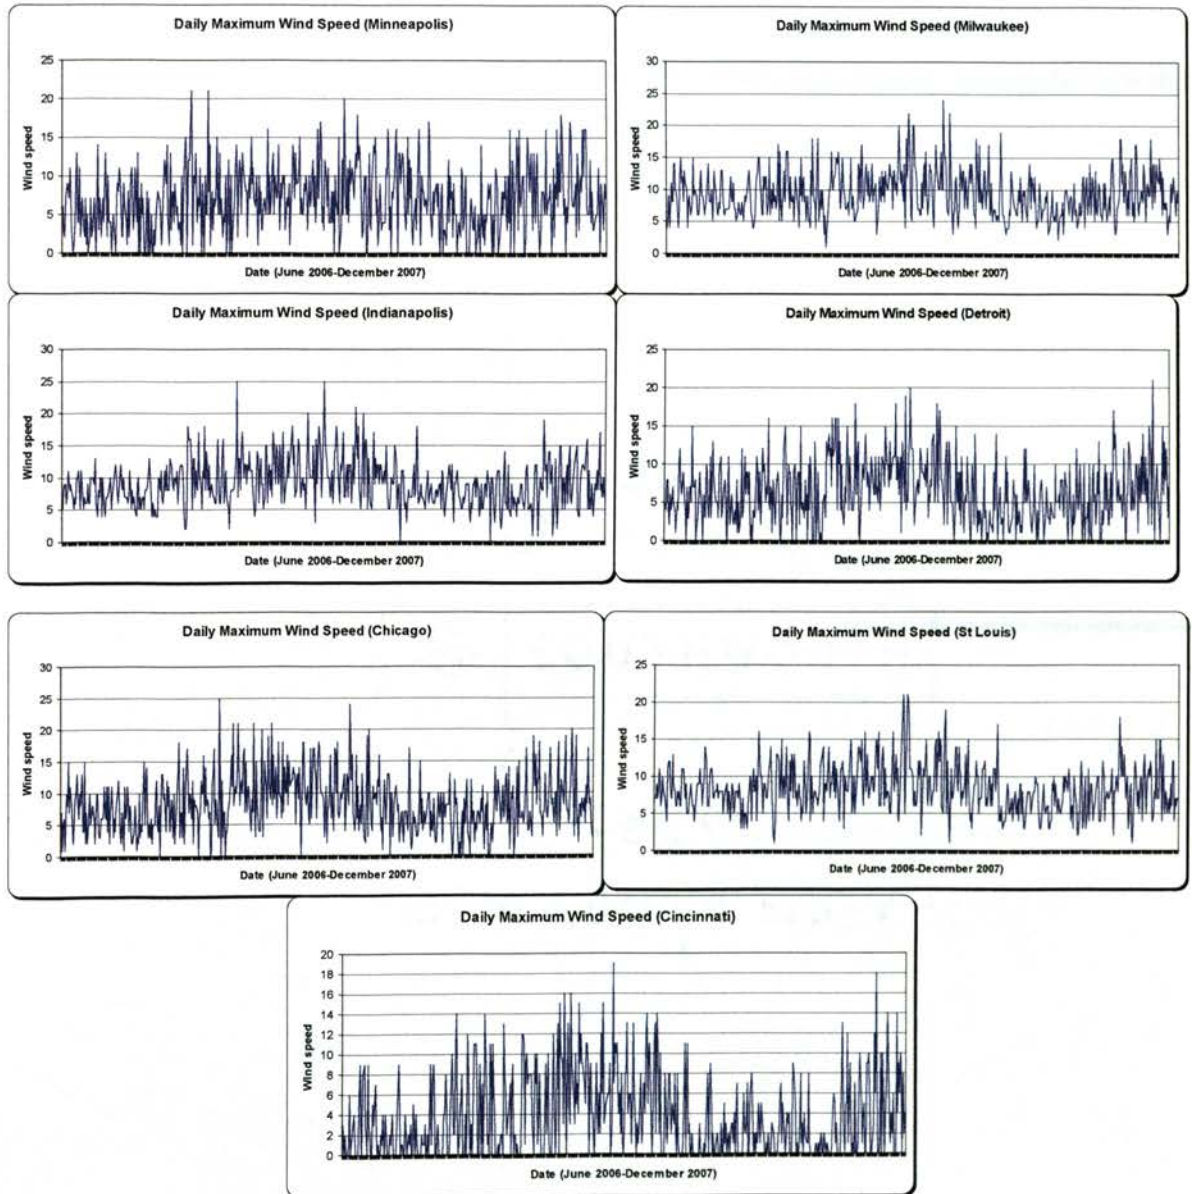 Daily Maximum Wind Speed (Minneapolis)
25
20
15
10
5
0
Wind speed
Date (June 2006-December 2007)
Daily Maximum Wind Speed (Milwaukee)
30
25
20
15
10
5
0
Wind speed
Date (June 2006-December 2007)
Daily Maximum Wind Speed (Indianapolis)
30
25
20
15
10
5
0
Wind speed
Date (June 2006-December 2007)
Daily Maximum Wind Speed (Detroit)
25
20
15
10
5
0
Wind speed
Date (June 2006-December 2007)
Daily Maximum Wind Speed (Chicago)
30
25
20
15
10
5
0
Wind speed
Date (June 2006-December 2007)
Daily Maximum Wind Speed (St Louis)
25
20
15
10
5
0
Wind speed
Date (June 2006-December 2007)
Daily Maximum Wind Speed (Cincinnati)
20
18
16
14
12
10
8
6
4
2
0
Wind speed
Date (June 2006-December 2007)